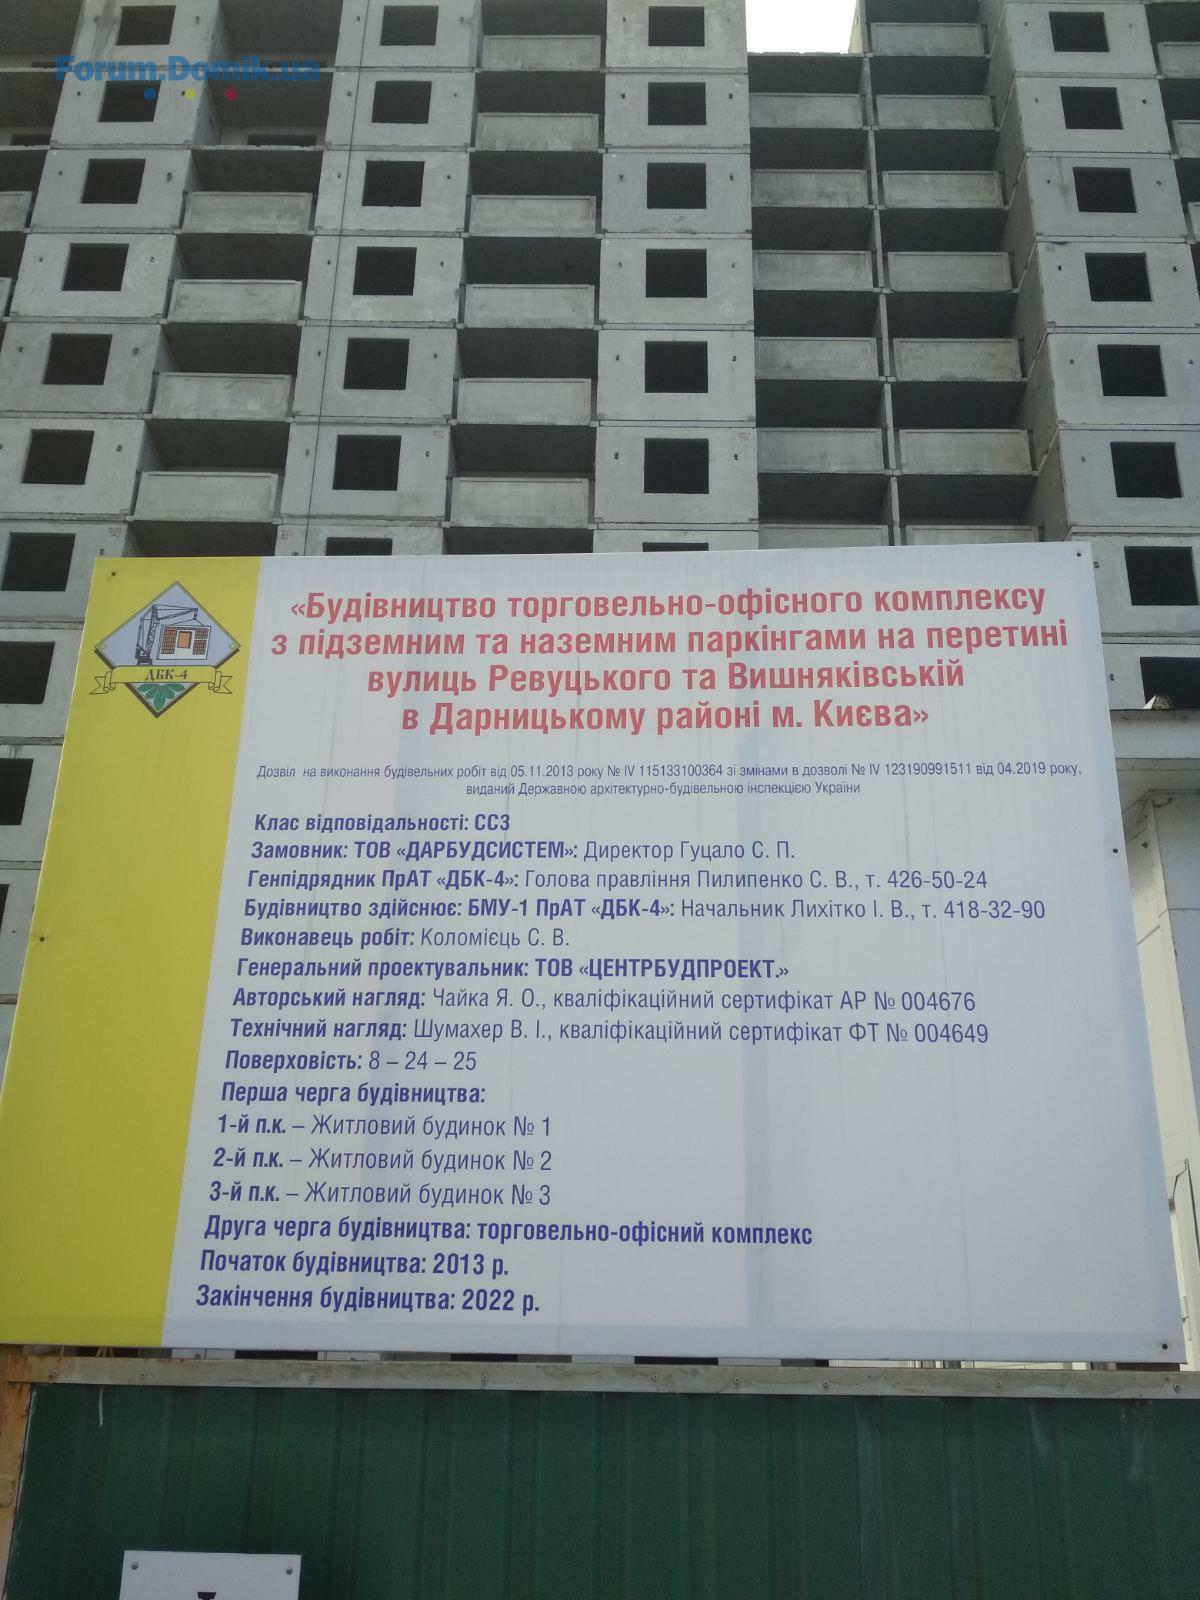 Forum.Domik.ua
ДБК-4
«Будівництво торговельно-офісного комплексу
з підземним та наземним паркінгами на перетині
вулиць Ревуцького та Вишняківській
в Дарницькому районі м. Києва»
Дозвіл на виконання будівельних робіт від 05.11.2013 року № IV 115133100364 зі змінами в дозволі № IV 123190991511 від 04.2019 року,
виданий Державною архітектурно-будівельною інспекцією України
Клас відповідальності: СС3
Замовник: ТОВ «ДАРБУДСИСТЕМ»: Директор Гуцало С. П.
Генпідрядник ПрАТ «ДБК-4»: Голова правління Пилипенко С. В., т. 426-50-24
Будівництво здійснює: БМУ-1 ПрАТ «ДБК-4»: Начальник Лихітко І. В., т. 418-32-90
Виконавець робіт: Коломієць С. В.
Генеральний проектувальник: ТОВ «ЦЕНТРБУДПРОЕКТ.»
Авторський нагляд: Чайка Я. О., кваліфікаційний сертифікат АР № 004676
Технічний нагляд: Шумахер В. І., кваліфікаційний сертифікат ФТ № 004649
Поверховість: 8 – 24 – 25
Перша черга будівництва:
1-й п.к. – Житловий будинок № 1
2-й п.к. – Житловий будинок № 2
3-й п.к. – Житловий будинок № 3
Друга черга будівництва: торговельно-офісний комплекс
Початок будівництва: 2013 р.
Закінчення будівництва: 2022 р.